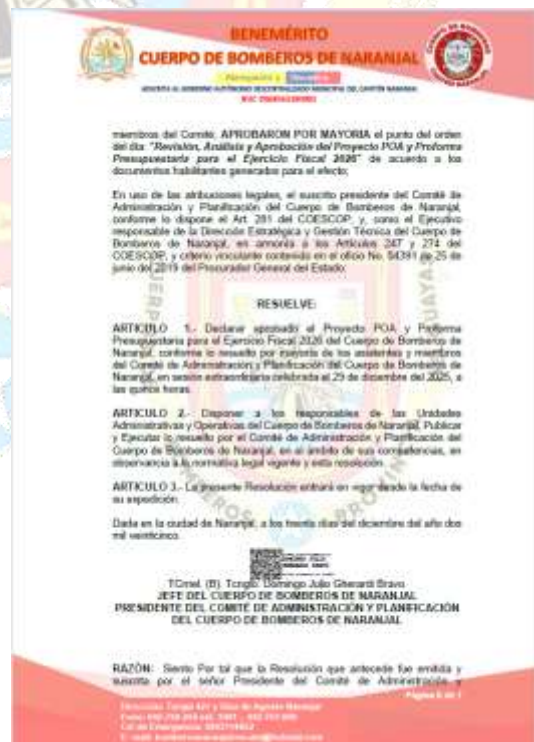 BENEMÉRITO
CUERPO DE BOMBEROS DE NARANJAL
Abnegación y Disciplina
ADSCRITA AL GOBIERNO AUTÓNOMO DESCENTRALIZADO MUNICIPAL DEL CANTÓN NARANJAL
RUC
miembros del Comité, APROBARON POR MAYORIA el punto del orden
del día: "Revisión, Análisis y Aprobación del Proyecto POA y Proforma
Presupuestaria para el Ejercicio Fiscal 2026" de acuerdo a los
documentos habilitantes generados para el efecto;
En uso de las atribuciones legales, el suscrito presidente del Comité de
Administración y Planificación del Cuerpo de Bomberos de Naranjal,
conforme lo dispone el Art. 281 del COESCOP, y, como el Ejecutivo
responsable de la Dirección Estratégica y Gestión Técnica del Cuerpo de
Bomberos de Naranjal, en armonía a los Artículos 247 y 274 del
COESCOP, y criterio vinculante contenido en el oficio No. 04391 de 25 de
junio del 2019 del Procurador General del Estado;
RESUELVE:
ARTICULO 1.- Declarar aprobado el Proyecto POA y Proforma
Presupuestaria para el Ejercicio Fiscal 2026 del Cuerpo de Bomberos de
Naranjal, conforme lo resuelto por mayoría de los asistentes y miembros
del Comité de Administración y Planificación del Cuerpo de Bomberos de
Naranjal, en sesión extraordinaria celebrada el 29 de diciembre del 2025, a
las quince horas.
ARTICULO 2.- Disponer a los responsables de las Unidades
Administrativas y Operativas del Cuerpo de Bomberos de Naranjal, Publicar
y Ejecutar lo resuelto por el Comité de Administración y Planificación del
Cuerpo de Bomberos de Naranjal, en el ámbito de sus competencias, en
observancia a la normativa legal vigente y esta resolución.
ARTICULO 3.- La presente Resolución entrará en vigor desde la fecha de
su expedición.
Dada en la ciudad de Naranjal, a los treinta días del diciembre del año dos
mil veinticinco.
TCrnel. (B). Tcnglo. Domingo Julio Gherardi Bravo
JEFE DEL CUERPO DE BOMBEROS DE NARANJAL
PRESIDENTE DEL COMITÉ DE ADMINISTRACIÓN Y PLANIFICACIÓN
DEL CUERPO DE BOMBEROS DE NARANJAL
RAZÓN: Siento Por tal que la Resolución que antecede fue emitida y
suscrita por el señor Presidente del Comité de Administración y